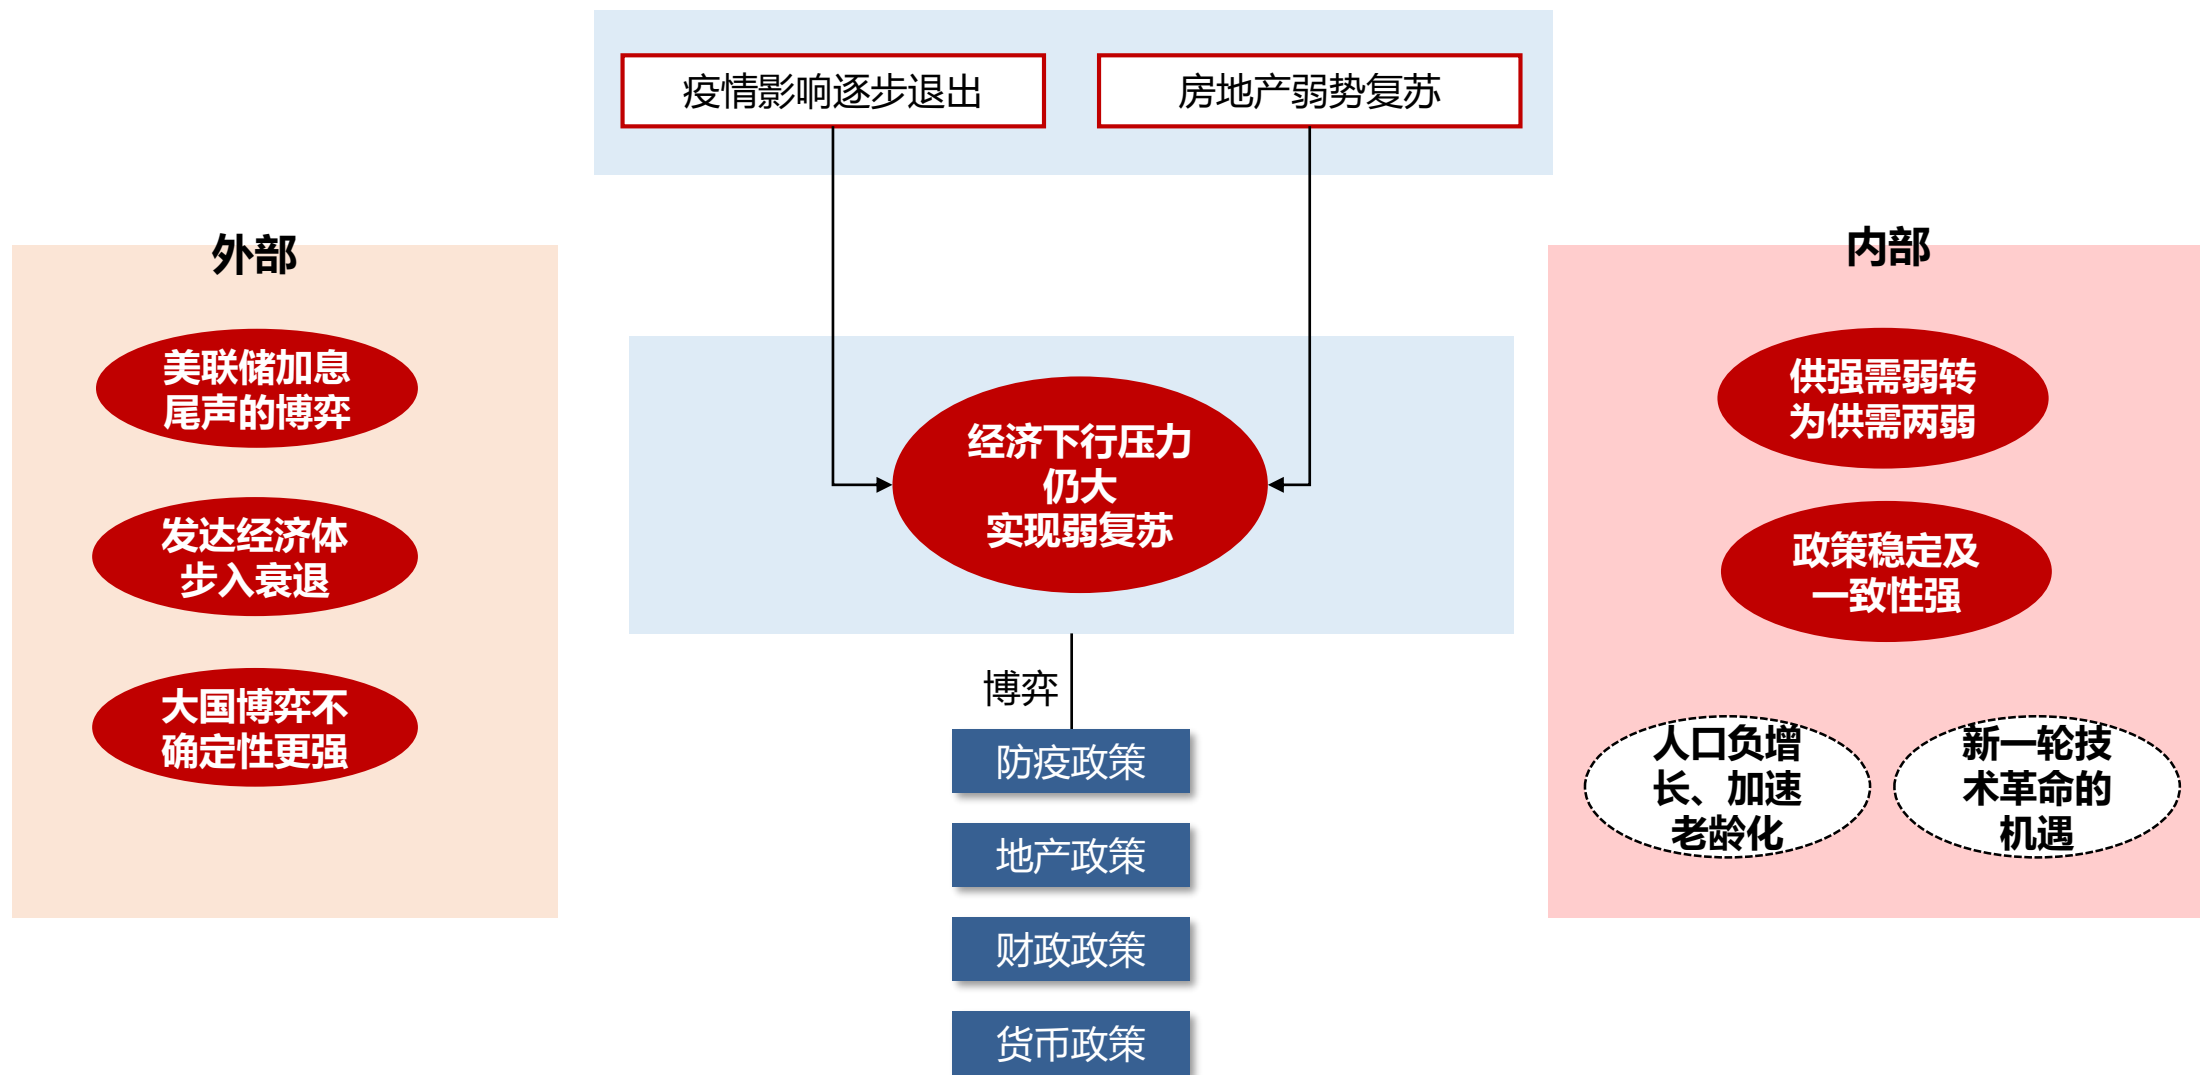 疫情影响逐步退出
房地产弱势复苏
外部
美联储加息
尾声的博弈
发达经济体
步入衰退
大国博弈不
确定性更强
经济下行压力
仍大
实现弱复苏
博弈
防疫政策
地产政策
财政政策
货币政策
内部
供强需弱转
为供需两弱
政策稳定及
一致性强
人口负增
长、加速
老龄化
新一轮技
术革命的
机遇